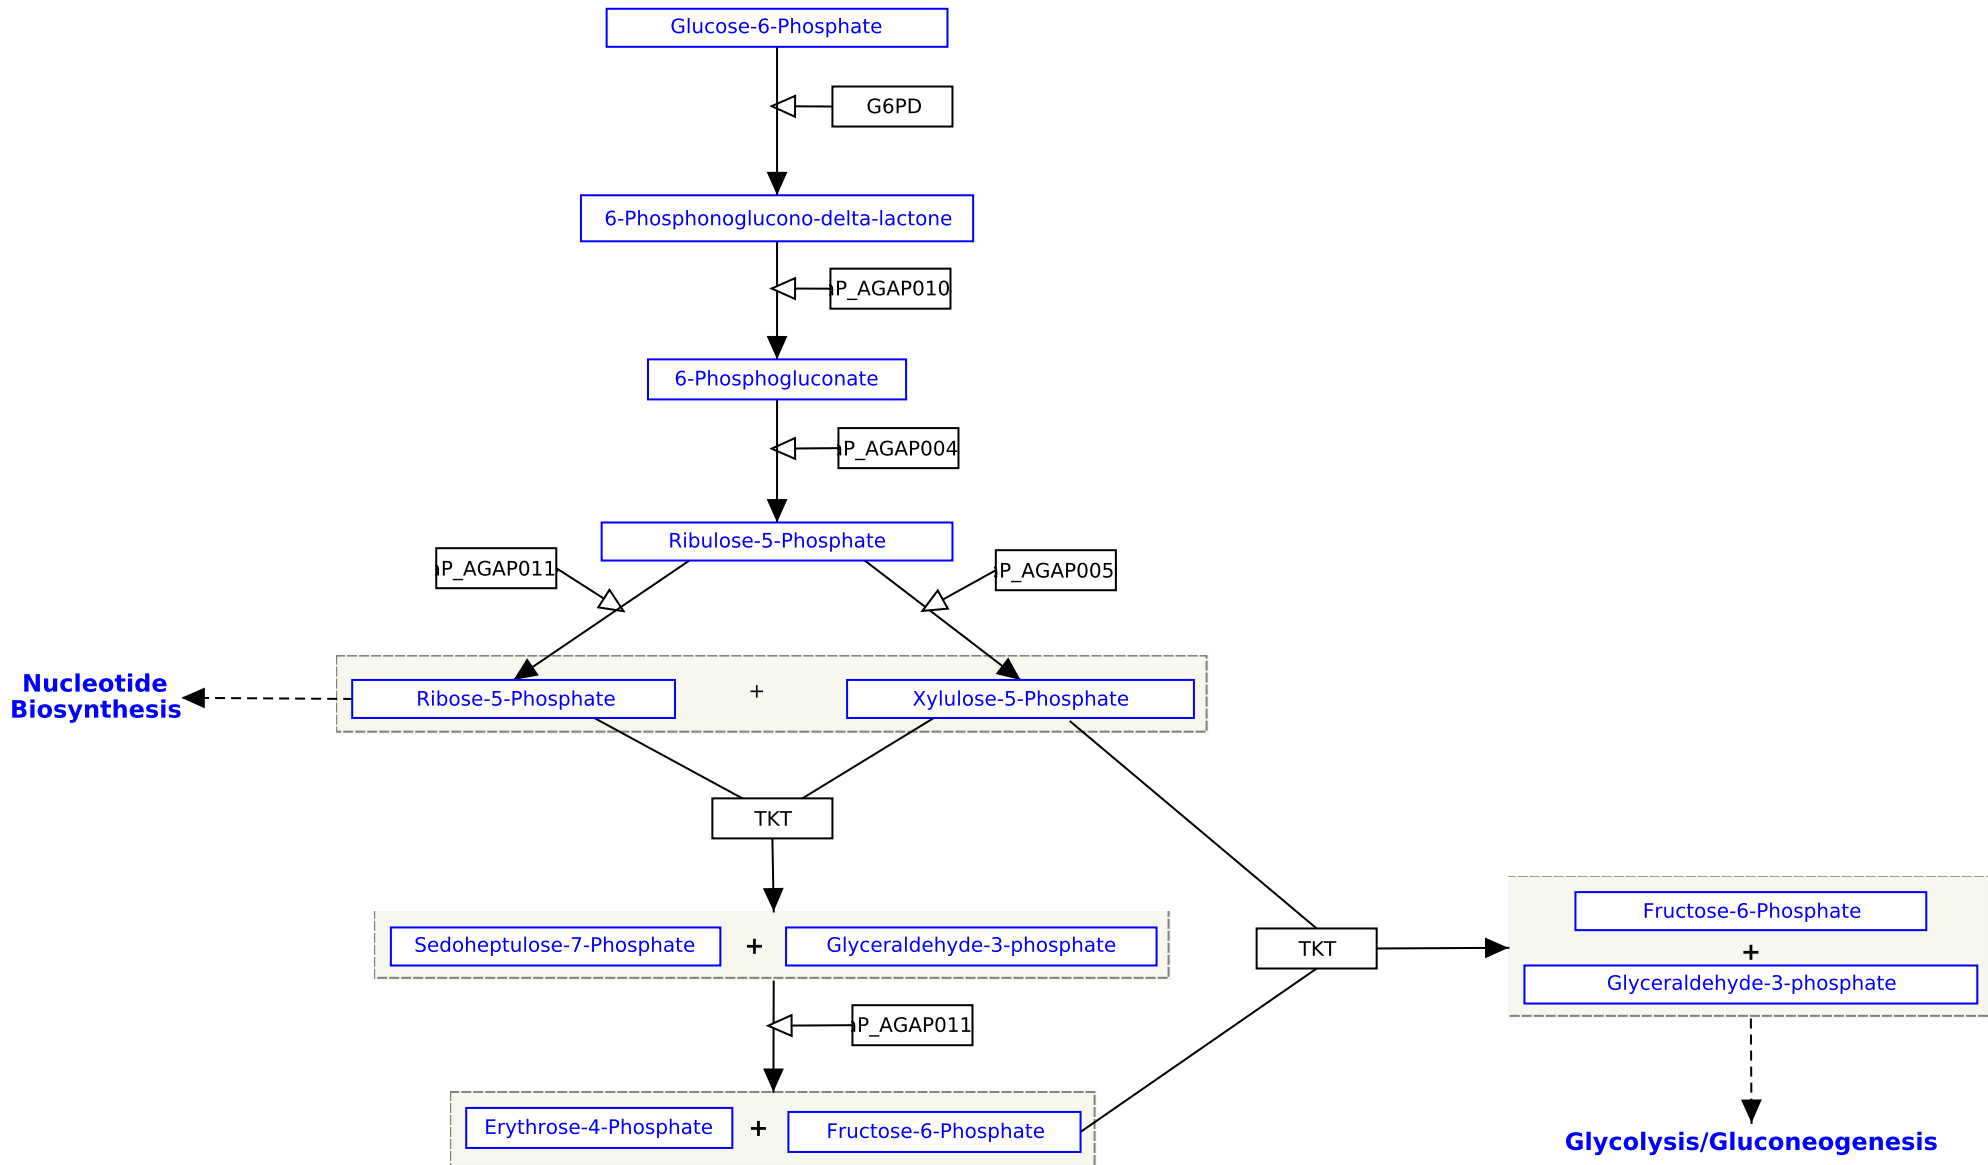 Glucose-6-Phosphate
G6PD
6-Phosphonoglucono-delta-lactone
P_AGAP010
6-Phosphogluconate
P_AGAP004
Ribulose-5-Phosphate
P_AGAP011
P_AGAP005
Nucleotide
Biosynthesis
Ribose-5-Phosphate + Xylulose-5-Phosphate
TKT
Sedoheptulose-7-Phosphate + Glyceraldehyde-3-phosphate
TKT
Fructose-6-Phosphate
+
Glyceraldehyde-3-phosphate
P_AGAP011
Erythrose-4-Phosphate + Fructose-6-Phosphate
Glycolysis/Gluconeogenesis